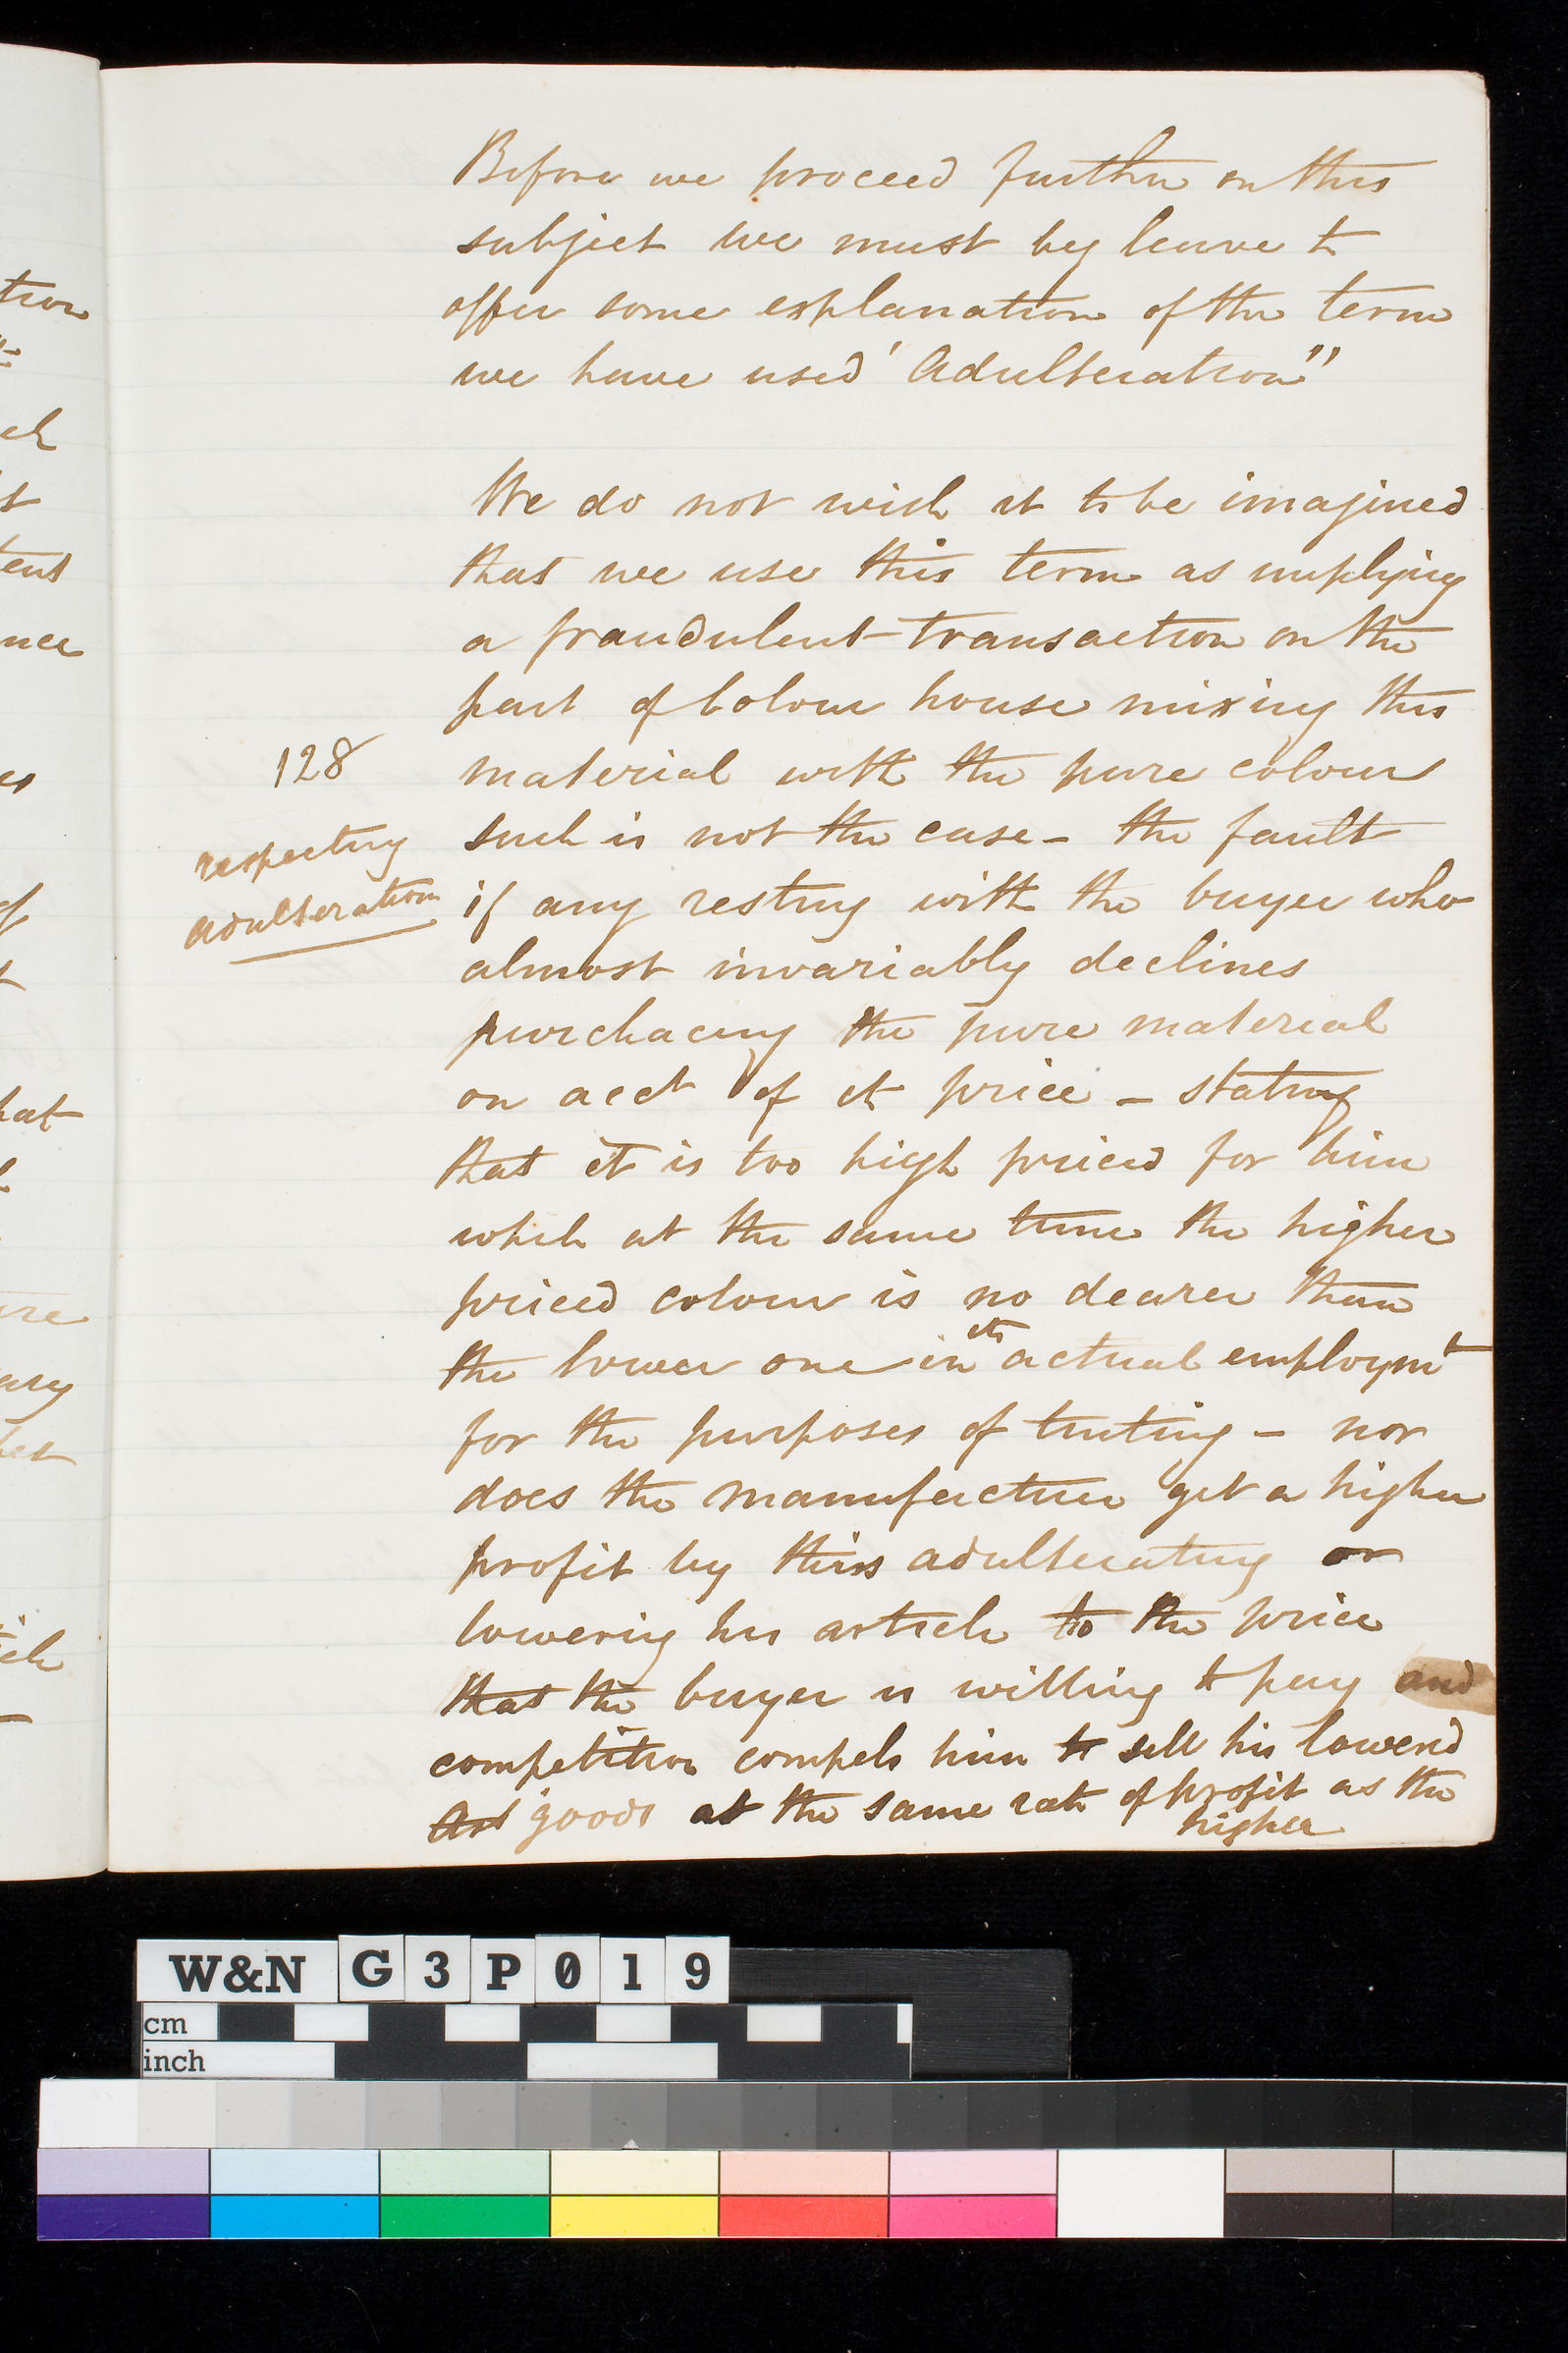 Before we proceed further on this
subject we must beg leave to
offer some explanation of the term
we have used 'Adulteration"
We do not wish it to be imagined
that we use this term as implying
a fraudulent transaction on the
part of Colour house mixing this
128
material with the pure colour
respecting
adulteration
such is not the case - the fault
if any resting with the buyer who
almost invariably declines
purchacing the pure material
on acct of it price - stating
that it is too high priced for him
whih at the same time the higher
priced colour is no dearer than
the lower one in its actual employmt
for the purposes of tinting - nor
does the manufacturer get a higher
profit by this adulterating or
lowering his article to the price
that the buyer is willing to pay and
competition compels him to sell his lowered
goods at the same rate of profit as the
higher
W&N G3P019
cm
inch